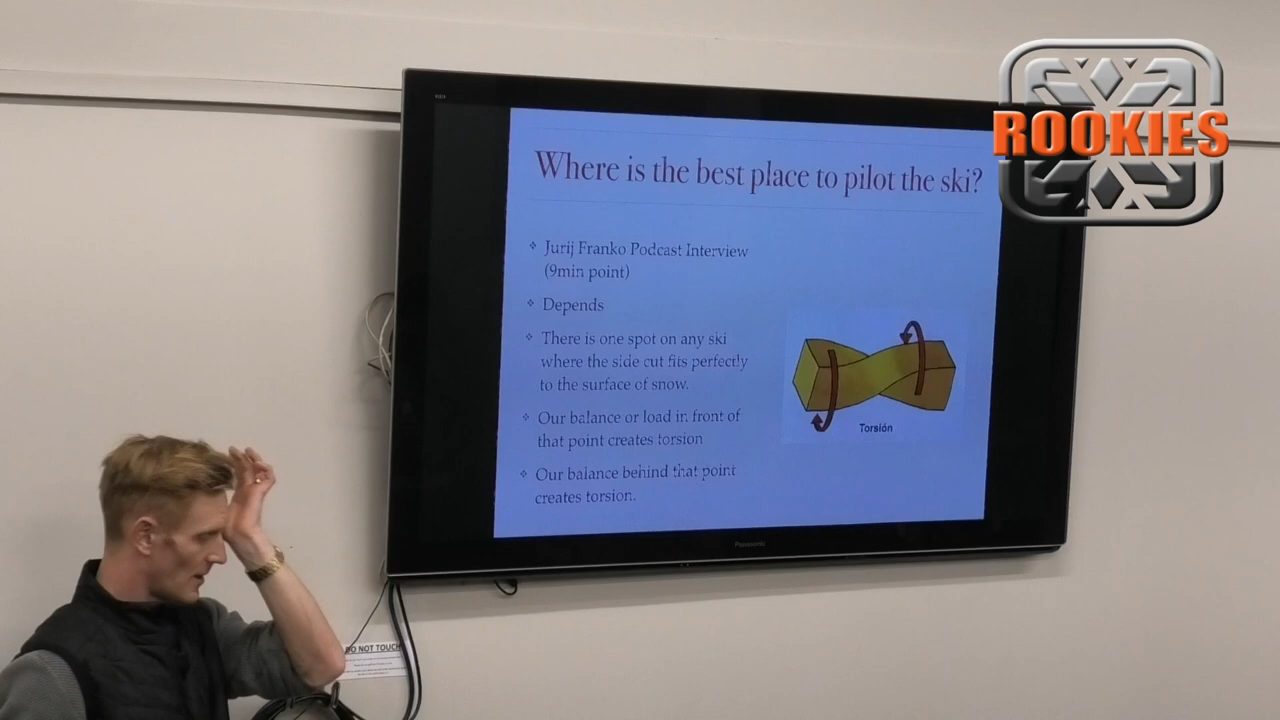 ROOKIES
Where is the best place to pilot the ski?
Jurij Franko Podcast Interview
(9min point)
Depends
There is one spot on any ski
where the side cut fits perfectly
to the surface of snow.
Our balance or load in front of
that point creates torsion
Our balance behind that point
creates torsion.
Torsión
Panasonic
DO NOT TOUCH